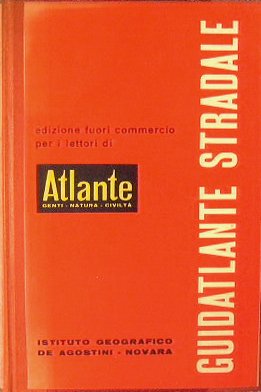 edizione fuori commercio
per i lettori di
Atlante
GENTI - NATURA - CIVILTÀ
GUIDATLANTE STRADALE
ISTITUTO GEOGRAFICO
DE AGOSTINI - NOVARA